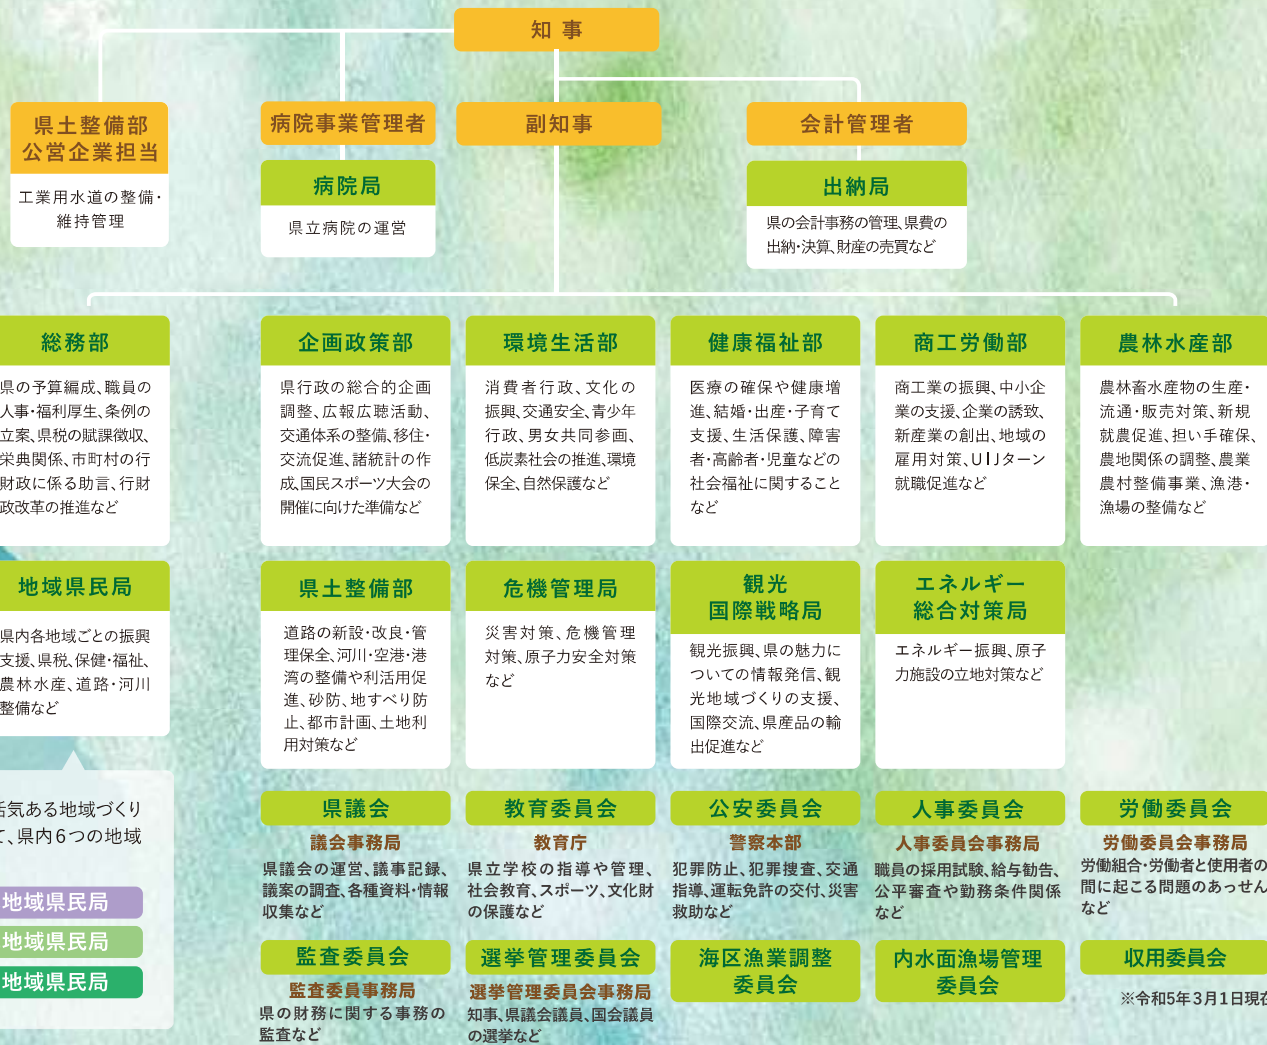 知事
県土整備部
公営企業担当
工業用水道の整備・
維持管理
病院事業管理者
病院局
県立病院の運営
副知事
会計管理者
出納局
県の会計事務の管理、県費の
出納・決算、財産の売買など
総務部
県の予算編成、職員の
人事・福利厚生、条例の
立案、県税の賦課徴収、
栄典関係、市町村の行
財政に係る助言、行財
政改革の推進など
企画政策部
県行政の総合的企画
調整、広報広聴活動、
交通体系の整備、移住・
交流促進、諸統計の作
成、国民スポーツ大会の
開催に向けた準備など
環境生活部
消費者行政、文化の
振興、交通安全、青少年
行政、男女共同参画、
低炭素社会の推進、環境
保全、自然保護など
健康福祉部
医療の確保や健康増
進、結婚・出産・子育て
支援、生活保護、障害
者・高齢者・児童などの
社会福祉に関すること
など
商工労働部
商工業の振興、中小企
業の支援、企業の誘致、
新産業の創出、地域の
雇用対策、UIJターン
就職促進など
農林水産部
農林畜水産物の生産・
流通・販売対策、新規
就農促進、担い手確保、
農地関係の調整、農業
農村整備事業、漁港・
漁場の整備など
地域県民局
県内各地域ごとの振興
支援、県税、保健・福祉、
農林水産、道路・河川
整備など
県土整備部
道路の新設・改良・管
理保全、河川・空港・港
湾の整備や利活用促
進、砂防、地すべり防
止、都市計画、土地利
用対策など
危機管理局
災害対策、危機管理
対策、原子力安全対策
など
観光
国際戦略局
観光振興、県の魅力に
ついての情報発信、観
光地域づくりの支援、
国際交流、県産品の輸
出促進など
エネルギー
総合対策局
エネルギー振興、原子
力施設の立地対策など
活気ある地域づくり
て、県内6つの地域
地域県民局
地域県民局
地域県民局
県議会
議会事務局
県議会の運営、議事記録、
議案の調査、各種資料・情報
収集など
教育委員会
教育庁
県立学校の指導や管理、
社会教育、スポーツ、文化財
の保護など
公安委員会
警察本部
犯罪防止、犯罪捜査、交通
指導、運転免許の交付、災害
救助など
人事委員会
人事委員会事務局
職員の採用試験、給与勧告、
公平審査や勤務条件関係
など
労働委員会
労働委員会事務局
労働組合・労働者と使用者の
間に起こる問題のあっせん
など
監査委員会
監査委員事務局
県の財務に関する事務の
監査など
選挙管理委員会
選挙管理委員会事務局
知事、県議会議員、国会議員
の選挙など
海区漁業調整
委員会
内水面漁場管理
委員会
収用委員会
※令和5年3月1日現在